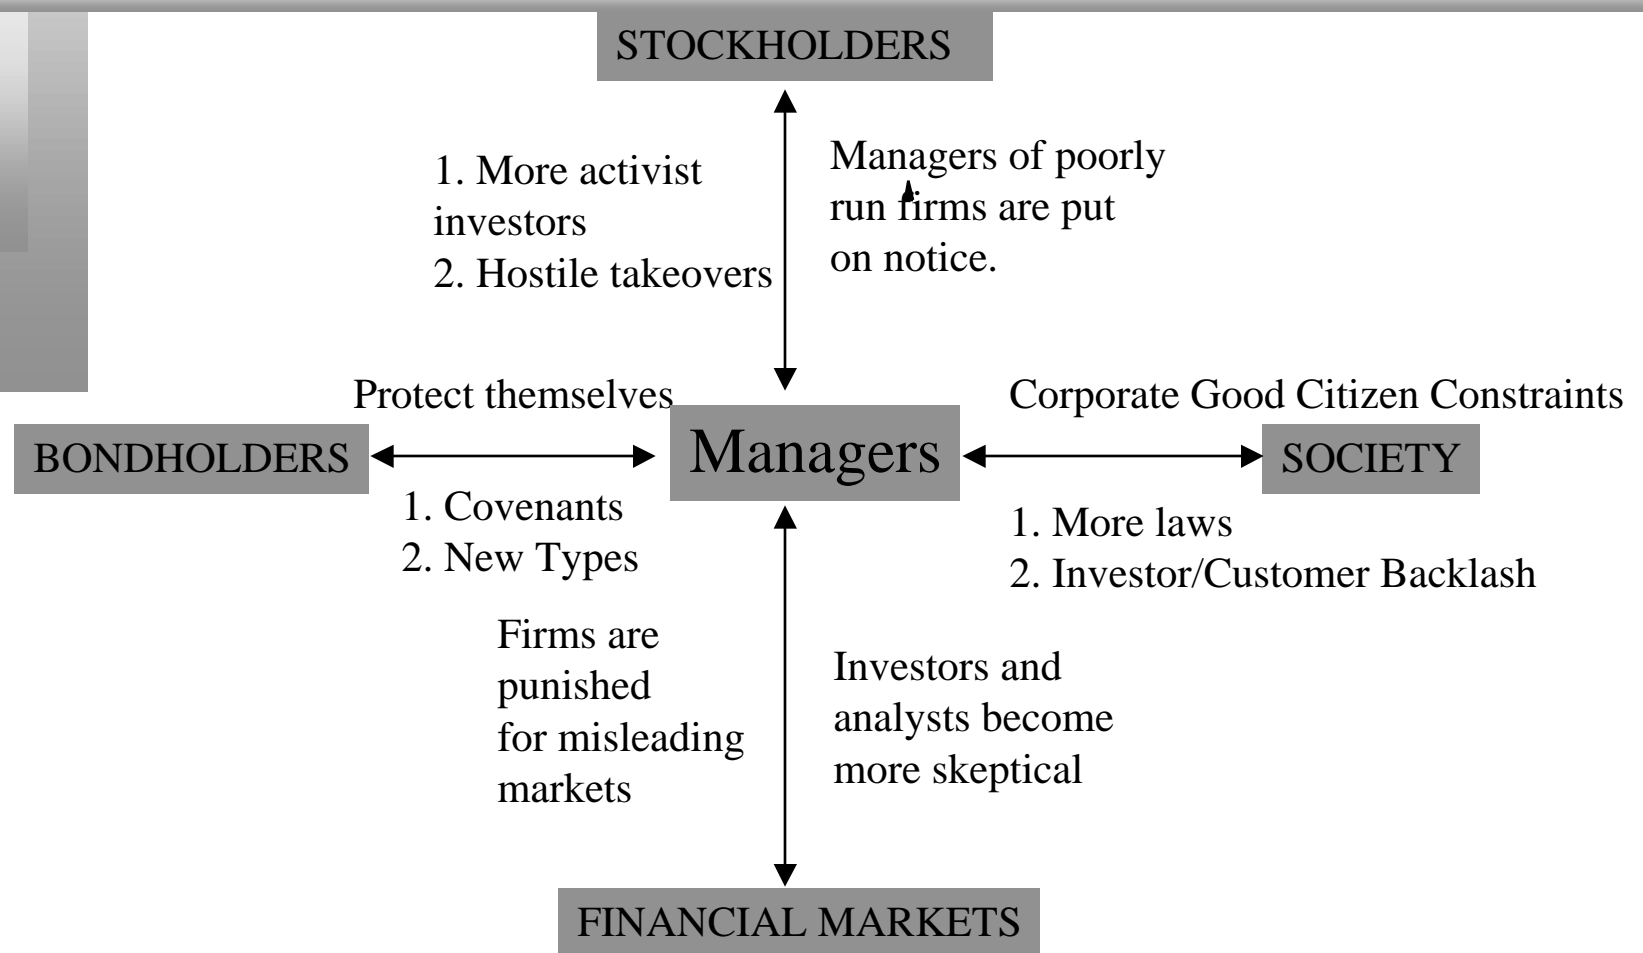 STOCKHOLDERS
1. More activist
investors
2. Hostile takeovers
Managers of poorly
run firms are put
on notice.
Protect themselves
Corporate Good Citizen Constraints
BONDHOLDERS
Managers
SOCIETY
1. Covenants
2. New Types
1. More laws
2. Investor/Customer Backlash
Firms are
punished
for misleading
markets
Investors and
analysts become
more skeptical
FINANCIAL MARKETS